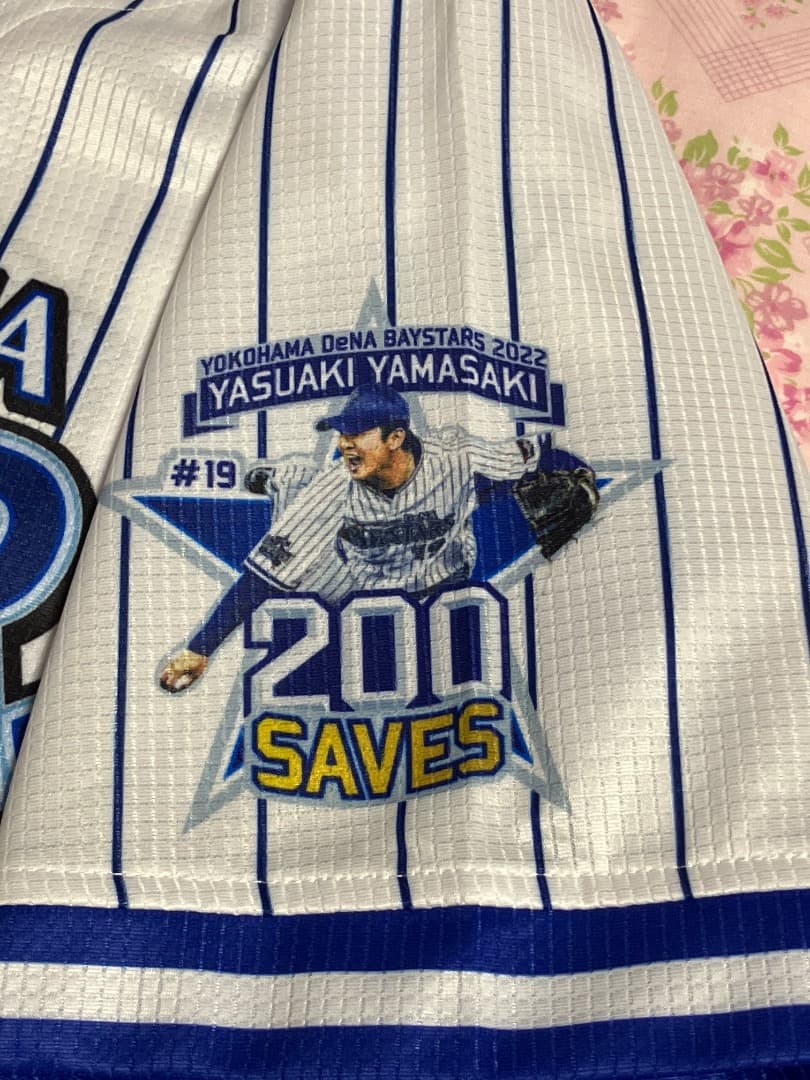 YOKOHAMA DeNA BAYSTARS 2022
YASUAKI YAMASAKI
#19
200
SAVES